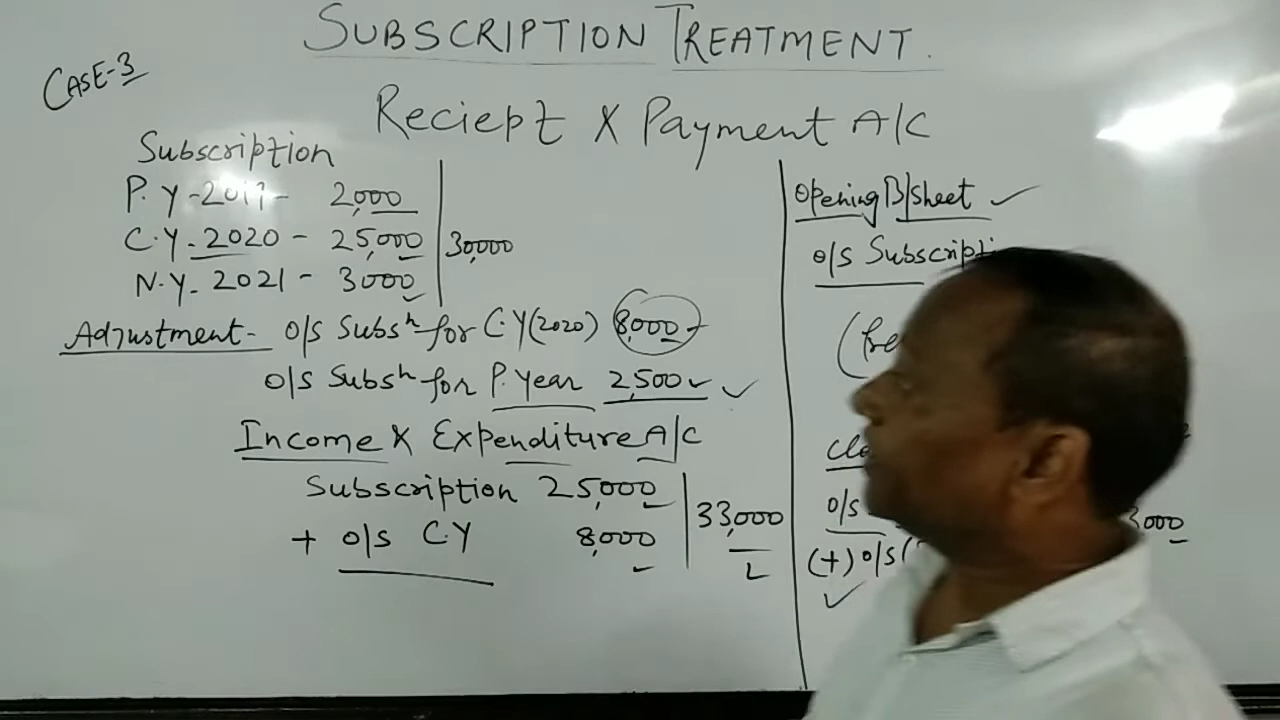 SUBSCRIPTION TREATMENT.
CASE-3
Reciept & Payment A/C
Subscription
P.Y - 2019 - 2,000
C.Y. 2020 - 25,000
30,000
N.Y. 2021 - 3000
Adjustment - O/S Subsn for C.Y (2020) 8,000
O/S Subsn for P. Year 2,500
Income & Expenditure A/C
Subscription 25,000
33,000
+ O/S C.Y 8,000
Opening B/Sheet
O/S
O/S
(+) O/S (